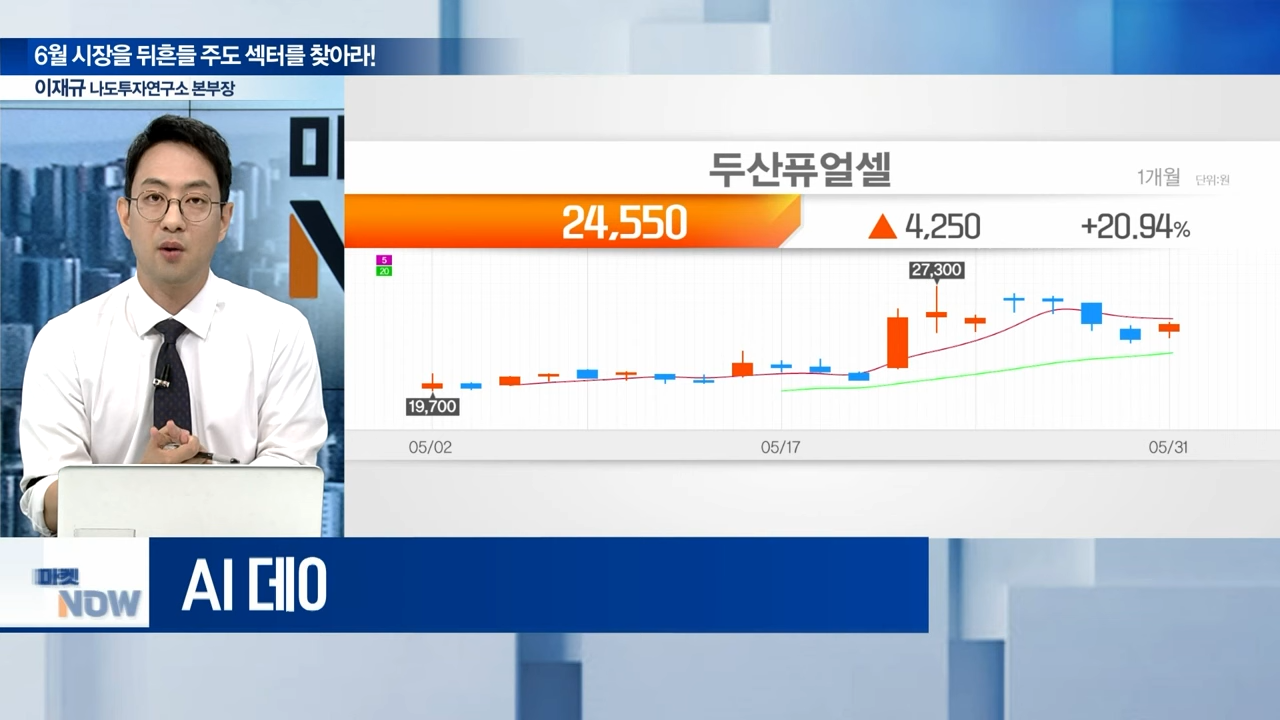 6월 시장을 뒤흔들 주도 섹터를 찾아라!
이재규 나도투자연구소 본부장
두산퓨얼셀
1개월 단위:원
24,550 ▲ 4,250 +20.94%
5
20
27,300
19,700
05/02 05/17 05/31
마켓
NOW
AI 데이